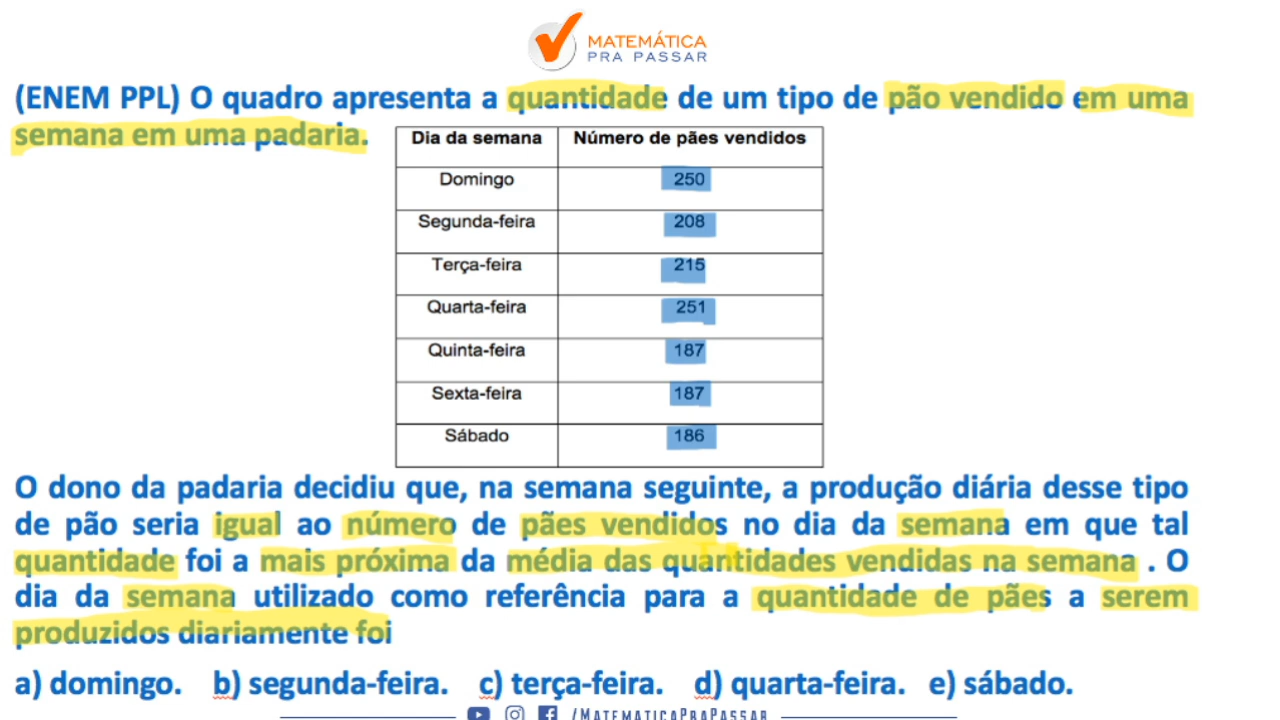 MATEMÁTICA
PRA PASSAR
(ENEM PPL) O quadro apresenta a quantidade de um tipo de pão vendido em uma
semana em uma padaria.
Dia da semana Número de pães vendidos
Domingo 250
Segunda-feira 208
Terça-feira 215
Quarta-feira 251
Quinta-feira 187
Sexta-feira 187
Sábado 186
O dono da padaria decidiu que, na semana seguinte, a produção diária desse tipo
de pão seria igual ao número de pães vendidos no dia da semana em que tal
quantidade foi a mais próxima da média das quantidades vendidas na semana . O
dia da semana utilizado como referência para a quantidade de pães a serem
produzidos diariamente foi
a) domingo. b) segunda-feira. c) terça-feira. d) quarta-feira. e) sábado.
/MATEMATICAPRAPASSAR